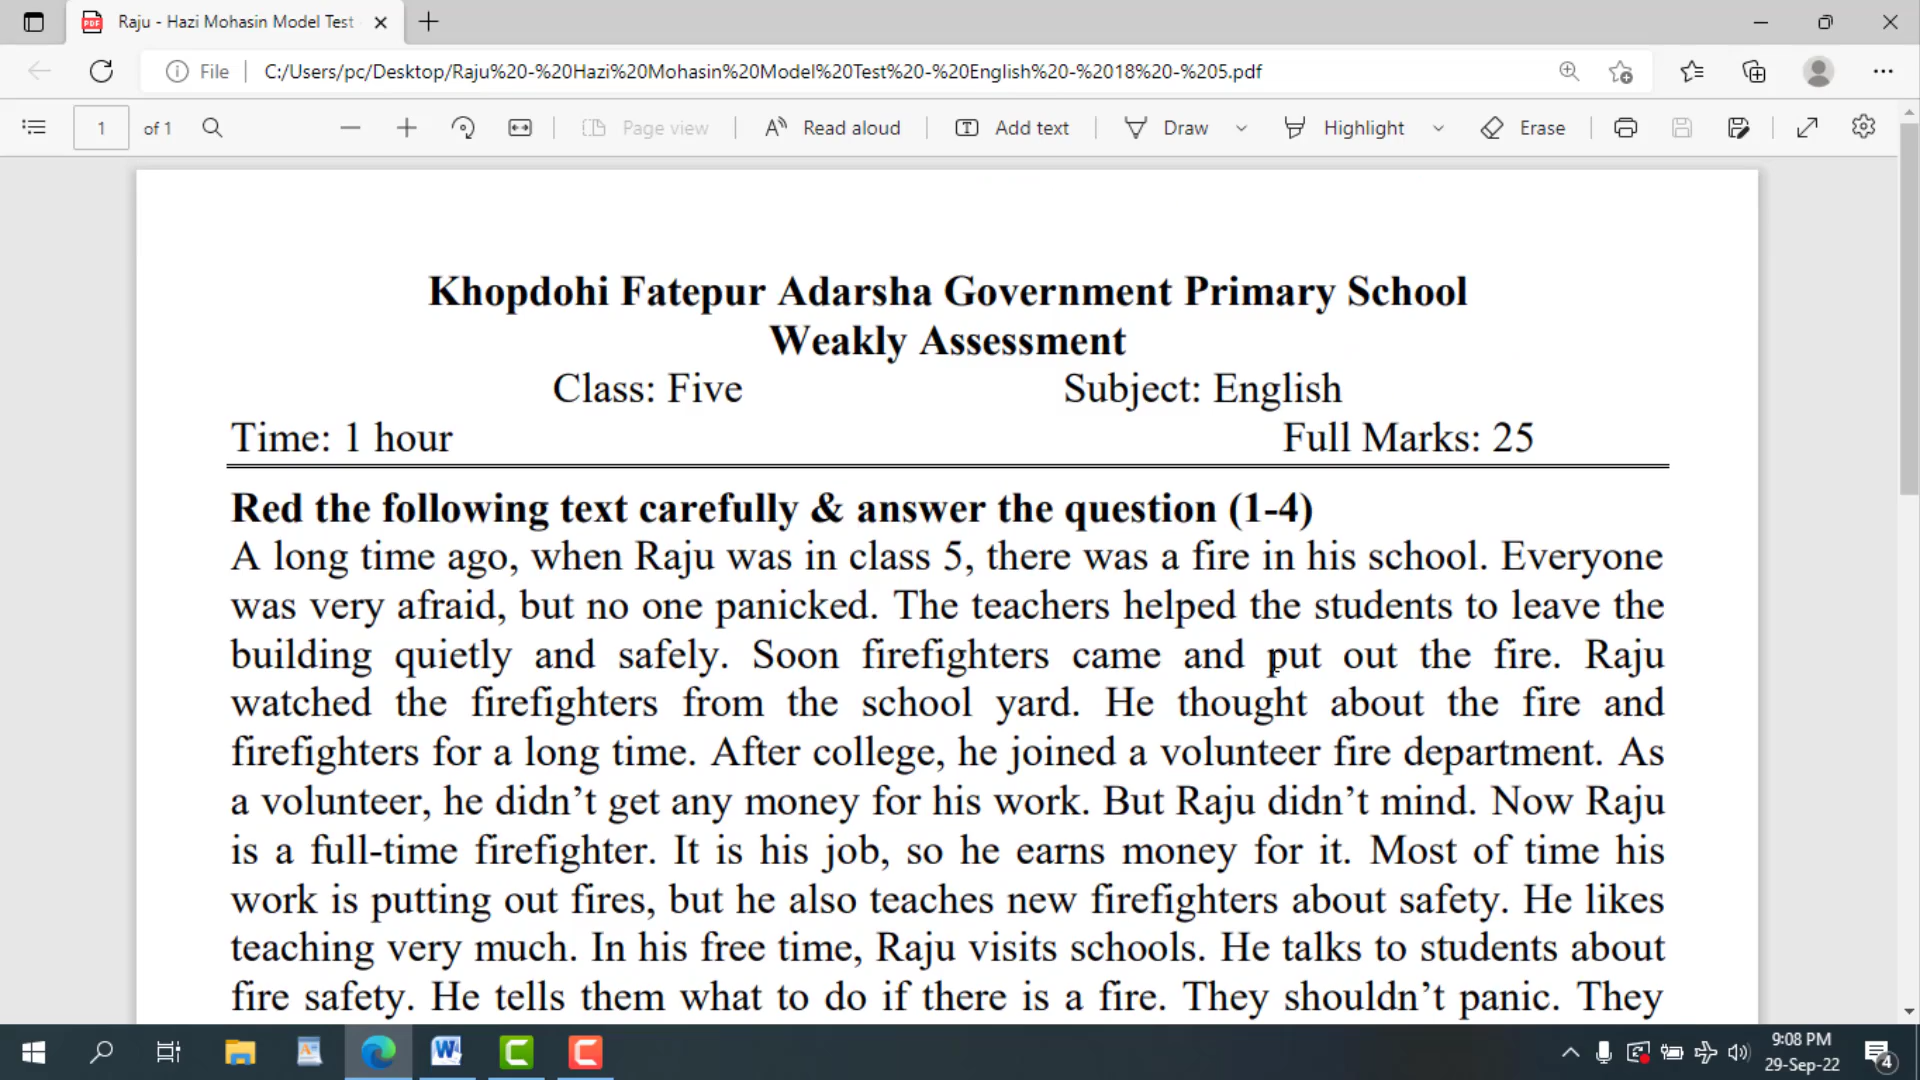 Raju - Hazi Mohasin Model Test
File
C:/Users/pc/Desktop/Raju%20-%20Hazi%20Mohasin%20Model%20Test%20-%20English%20-%2018%20-%205.pdf
1 of 1
Page view
Read aloud
Add text
Draw
Highlight
Erase
Khopdohi Fatepur Adarsha Government Primary School
Weakly Assessment
Class: Five Subject: English
Time: 1 hour Full Marks: 25
Red the following text carefully & answer the question (1-4)
A long time ago, when Raju was in class 5, there was a fire in his school. Everyone
was very afraid, but no one panicked. The teachers helped the students to leave the
building quietly and safely. Soon firefighters came and put out the fire. Raju
watched the firefighters from the school yard. He thought about the fire and
firefighters for a long time. After college, he joined a volunteer fire department. As
a volunteer, he didn’t get any money for his work. But Raju didn’t mind. Now Raju
is a full-time firefighter. It is his job, so he earns money for it. Most of time his
work is putting out fires, but he also teaches new firefighters about safety. He likes
teaching very much. In his free time, Raju visits schools. He talks to students about
fire safety. He tells them what to do if there is a fire. They shouldn’t panic. They
9:08 PM
29-Sep-22
4